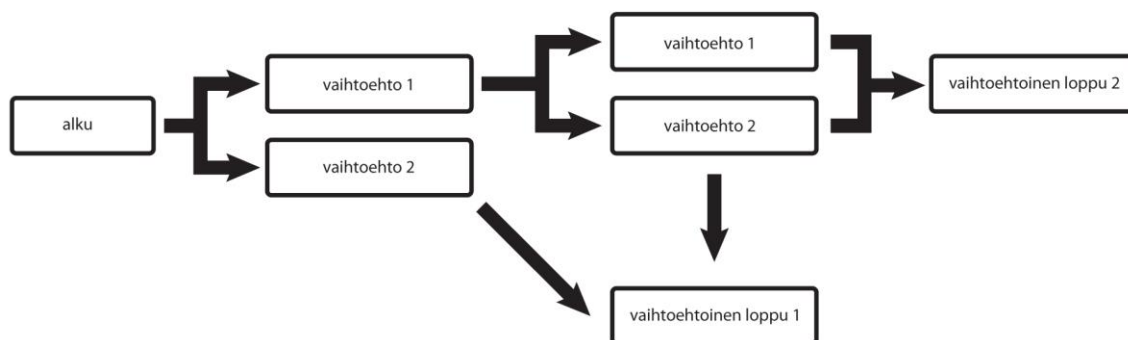 alku
vaihtoehto 1
vaihtoehto 2
vaihtoehto 1
vaihtoehto 2
vaihtoehtoinen loppu 2
vaihtoehtoinen loppu 1